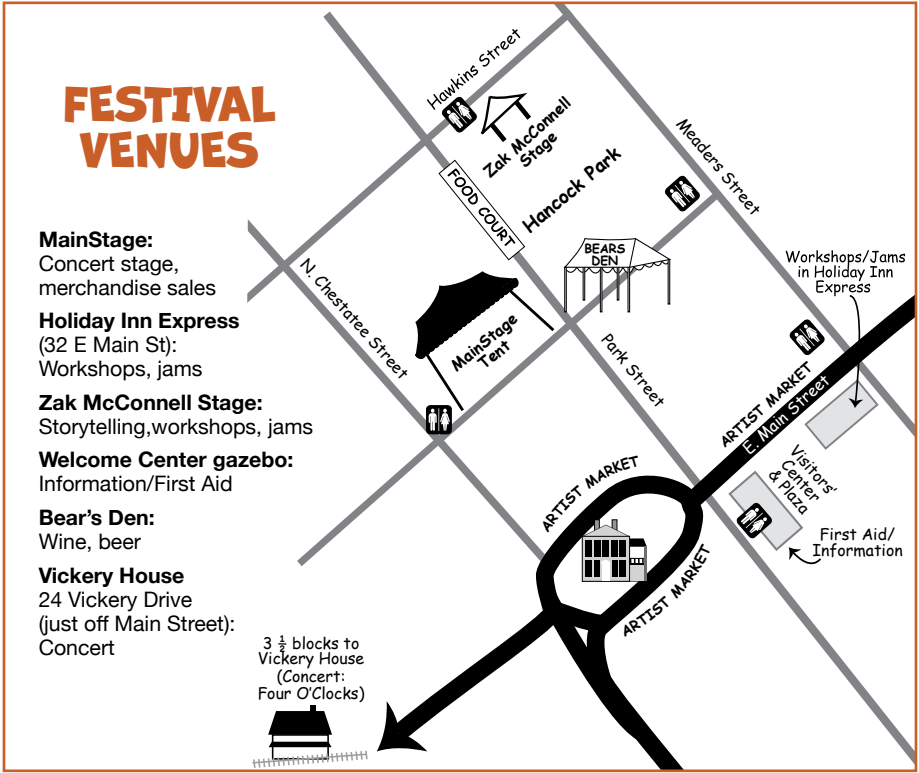 FESTIVAL
VENUES
MainStage:
Concert stage,
merchandise sales
Holiday Inn Express
(32 E Main St):
Workshops, jams
Zak McConnell Stage:
Storytelling,workshops, jams
Welcome Center gazebo:
Information/First Aid
Bear's Den:
Wine, beer
Vickery House
24 Vickery Drive
(just off Main Street):
Concert
Hawkins Street
Zak McConnell
Stage
FOOD COURT
Hancock Park
Meaders Street
BEARS
DEN
N. Chestatee Street
MainStage
Tent
Park Street
Workshops/Jams
in Holiday Inn
Express
ARTIST MARKET
E. Main Street
Visitors'
Center
& Plaza
First Aid/
Information
ARTIST MARKET
ARTIST MARKET
3 ½ blocks to
Vickery House
(Concert:
Four O'Clocks)